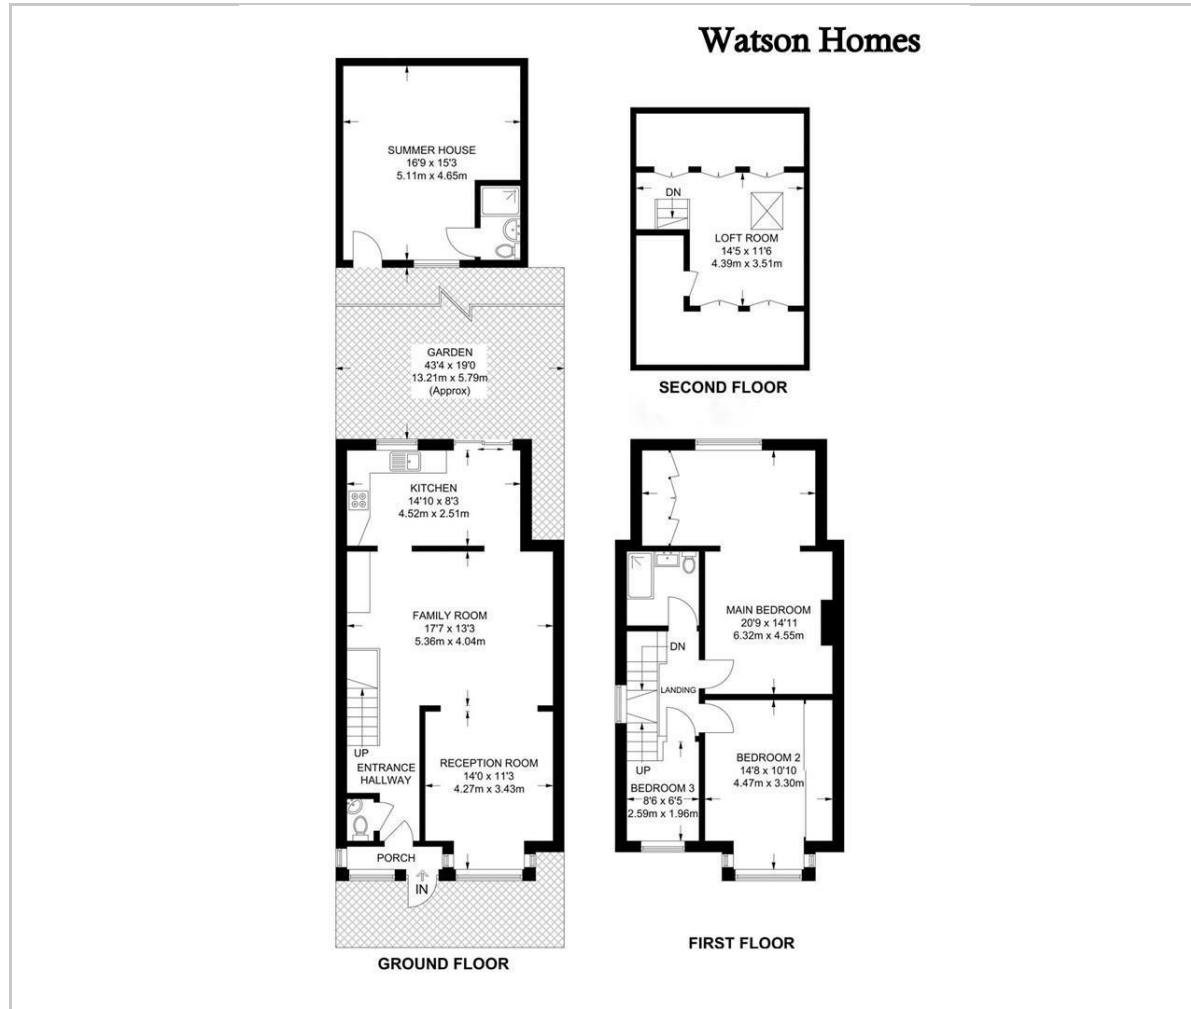 Watson Homes
SUMMER HOUSE
16'9 x 15'3
5.11m x 4.65m
GARDEN
43'4 x 19'0
13.21m x 5.79m
(Approx)
KITCHEN
14'10 x 8'3
4.52m x 2.51m
FAMILY ROOM
17'7 x 13'3
5.36m x 4.04m
UP
ENTRANCE
HALLWAY
RECEPTION ROOM
14'0 x 11'3
4.27m x 3.43m
PORCH
IN
GROUND FLOOR
DN
LOFT ROOM
14'5 x 11'6
4.39m x 3.51m
SECOND FLOOR
MAIN BEDROOM
20'9 x 14'11
6.32m x 4.55m
DN
LANDING
UP
BEDROOM 3
8'6 x 6'5
2.59m x 1.96m
BEDROOM 2
14'8 x 10'10
4.47m x 3.30m
FIRST FLOOR